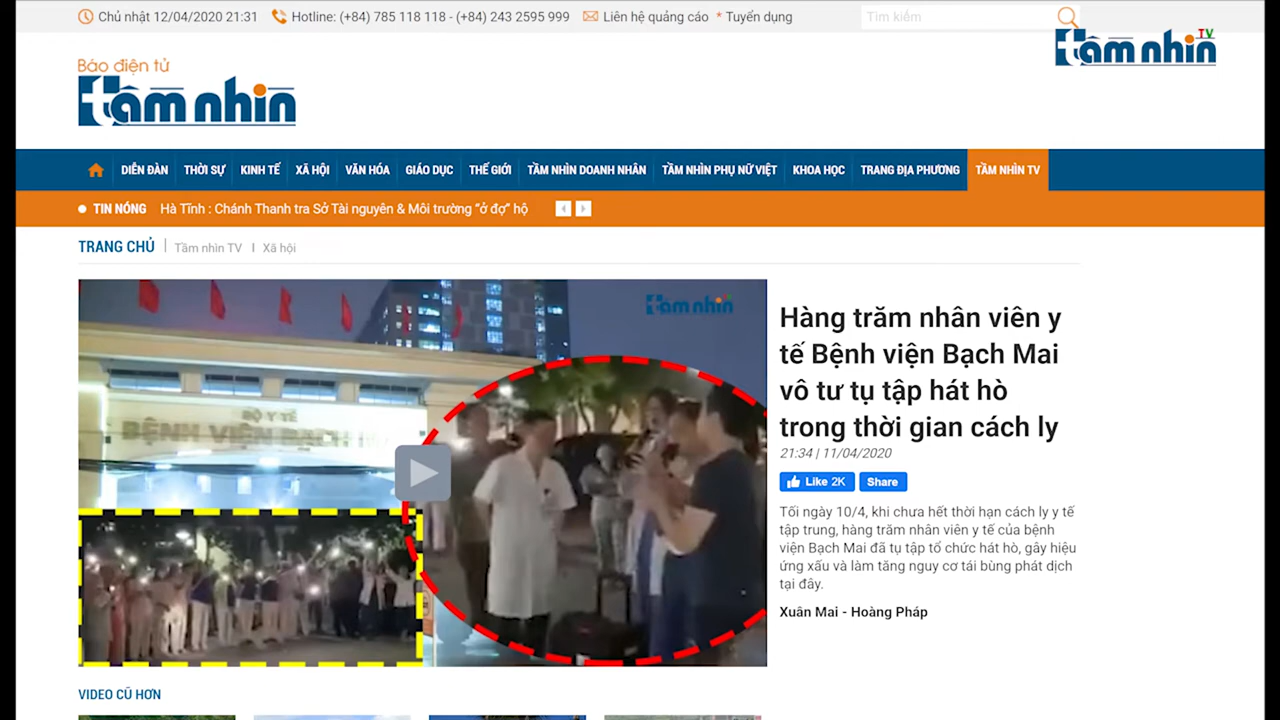 Chủ nhật 12/04/2020 21:31 Hotline: (+84) 785 118 118 - (+84) 243 2595 999 Liên hệ quảng cáo * Tuyển dụng Tìm kiếm
tầm nhìn TV
Báo điện tử
tầm nhìn
DIỄN ĐÀN THỜI SỰ KINH TẾ XÃ HỘI VĂN HÓA GIÁO DỤC THẾ GIỚI TẦM NHÌN DOANH NHÂN TẦM NHÌN PHỤ NỮ VIỆT KHOA HỌC TRANG ĐỊA PHƯƠNG TẦM NHÌN TV
TIN NÓNG Hà Tĩnh : Chánh Thanh tra Sở Tài nguyên & Môi trường "ở đợ" hộ
TRANG CHỦ | Tầm nhìn TV I Xã hội
tầm nhìn
BỘ Y TẾ
BỆNH VIỆN BẠCH
Hàng trăm nhân viên y
tế Bệnh viện Bạch Mai
vô tư tụ tập hát hò
trong thời gian cách ly
21:34 | 11/04/2020
Like 2K Share
Tối ngày 10/4, khi chưa hết thời hạn cách ly y tế
tập trung, hàng trăm nhân viên y tế của bệnh
viện Bạch Mai đã tụ tập tổ chức hát hò, gây hiệu
ứng xấu và làm tăng nguy cơ tái bùng phát dịch
tại đây.
Xuân Mai - Hoàng Pháp
VIDEO CŨ HƠN